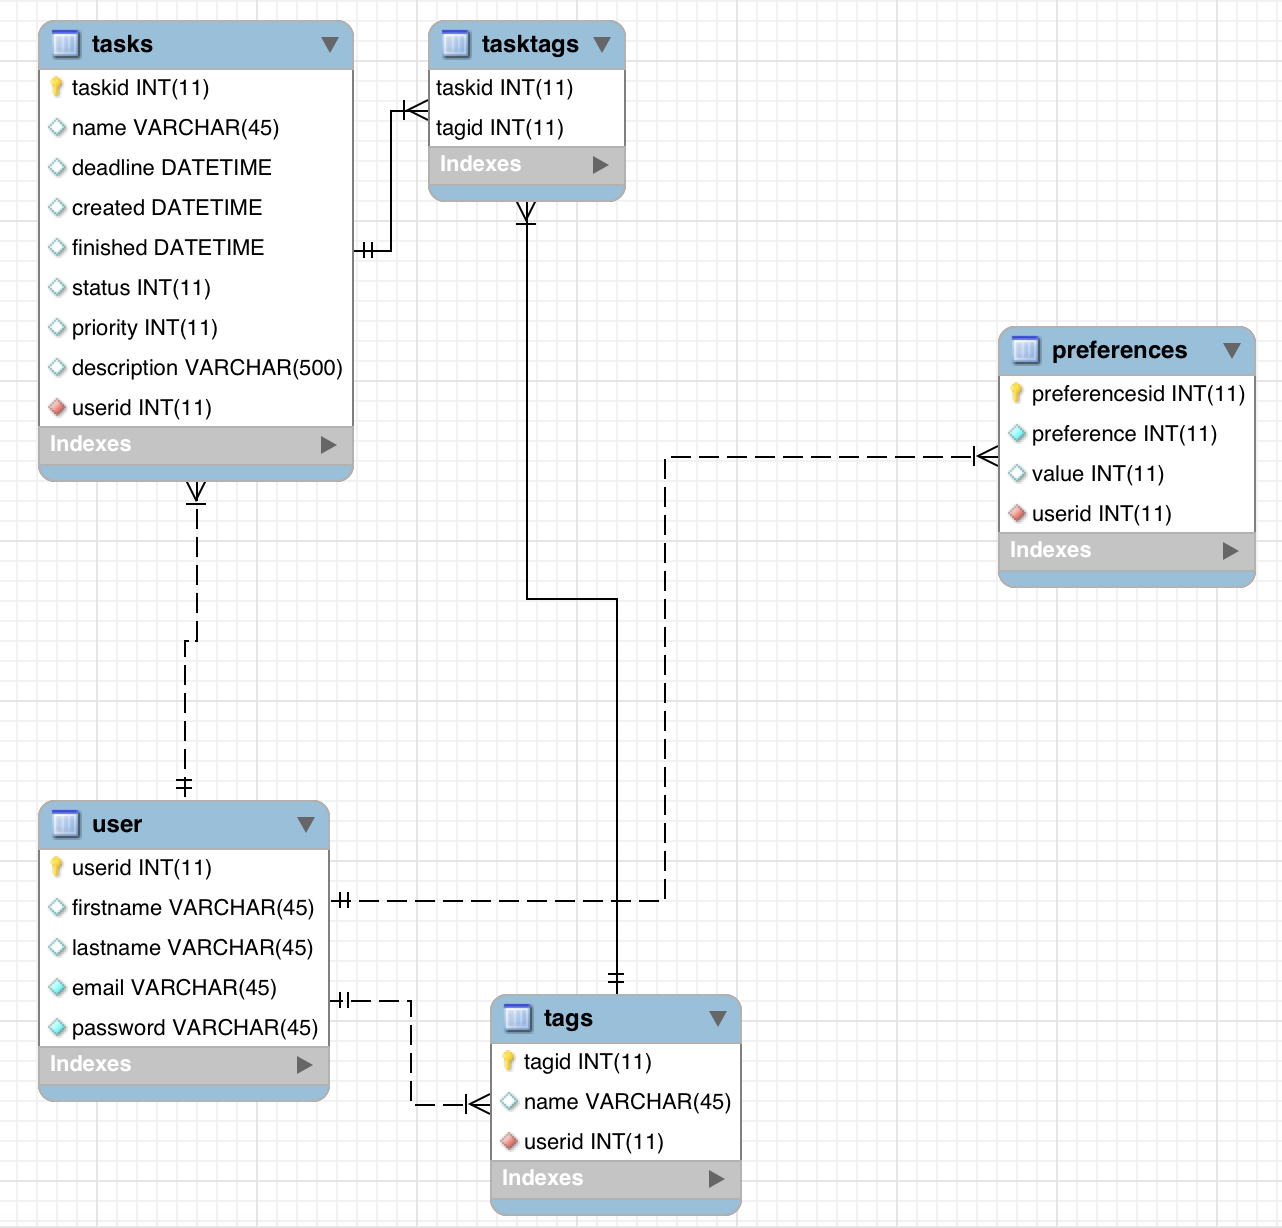 tasks
taskid INT(11)
name VARCHAR(45)
deadline DATETIME
created DATETIME
finished DATETIME
status INT(11)
priority INT(11)
description VARCHAR(500)
userid INT(11)
Indexes
tasktags
taskid INT(11)
tagid INT(11)
Indexes
preferences
preferencesid INT(11)
preference INT(11)
value INT(11)
userid INT(11)
Indexes
user
userid INT(11)
firstname VARCHAR(45)
lastname VARCHAR(45)
email VARCHAR(45)
password VARCHAR(45)
Indexes
tags
tagid INT(11)
name VARCHAR(45)
userid INT(11)
Indexes